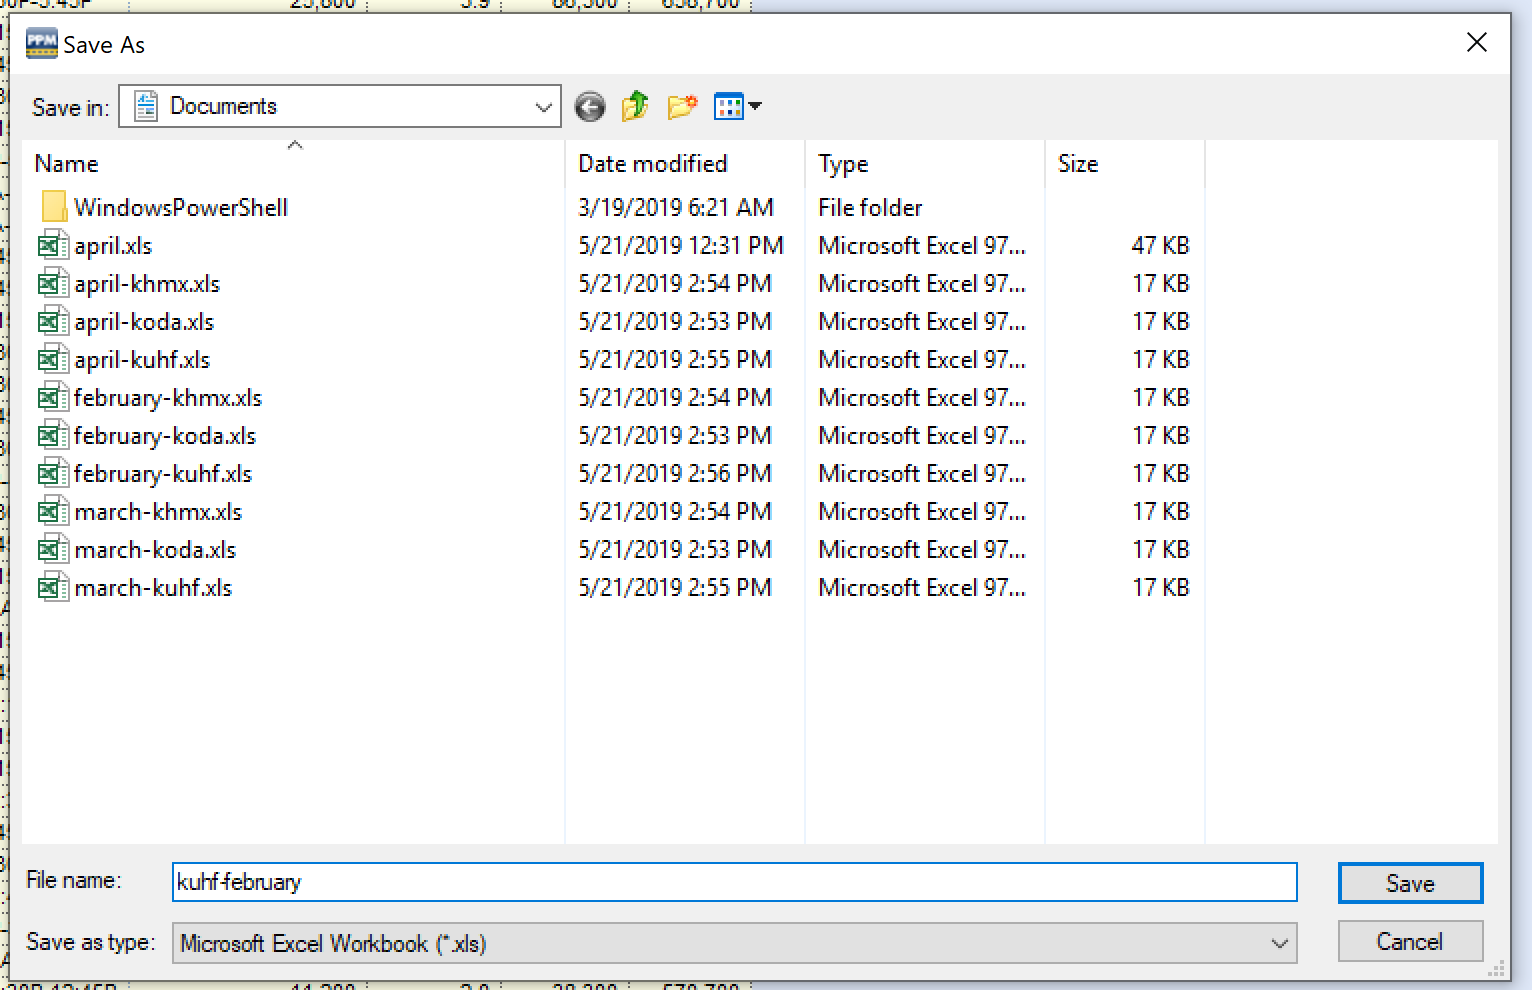 25,800 3.9 86,500 658,700
PPM Save As
Save in: Documents
Name Date modified Type Size
WindowsPowerShell 3/19/2019 6:21 AM File folder
april.xls 5/21/2019 12:31 PM Microsoft Excel 97... 47 KB
april-khmx.xls 5/21/2019 2:54 PM Microsoft Excel 97... 17 KB
april-koda.xls 5/21/2019 2:53 PM Microsoft Excel 97... 17 KB
april-kuhf.xls 5/21/2019 2:55 PM Microsoft Excel 97... 17 KB
february-khmx.xls 5/21/2019 2:54 PM Microsoft Excel 97... 17 KB
february-koda.xls 5/21/2019 2:53 PM Microsoft Excel 97... 17 KB
february-kuhf.xls 5/21/2019 2:56 PM Microsoft Excel 97... 17 KB
march-khmx.xls 5/21/2019 2:54 PM Microsoft Excel 97... 17 KB
march-koda.xls 5/21/2019 2:53 PM Microsoft Excel 97... 17 KB
march-kuhf.xls 5/21/2019 2:55 PM Microsoft Excel 97... 17 KB
File name: kuhf-february Save
Save as type: Microsoft Excel Workbook (*.xls) Cancel